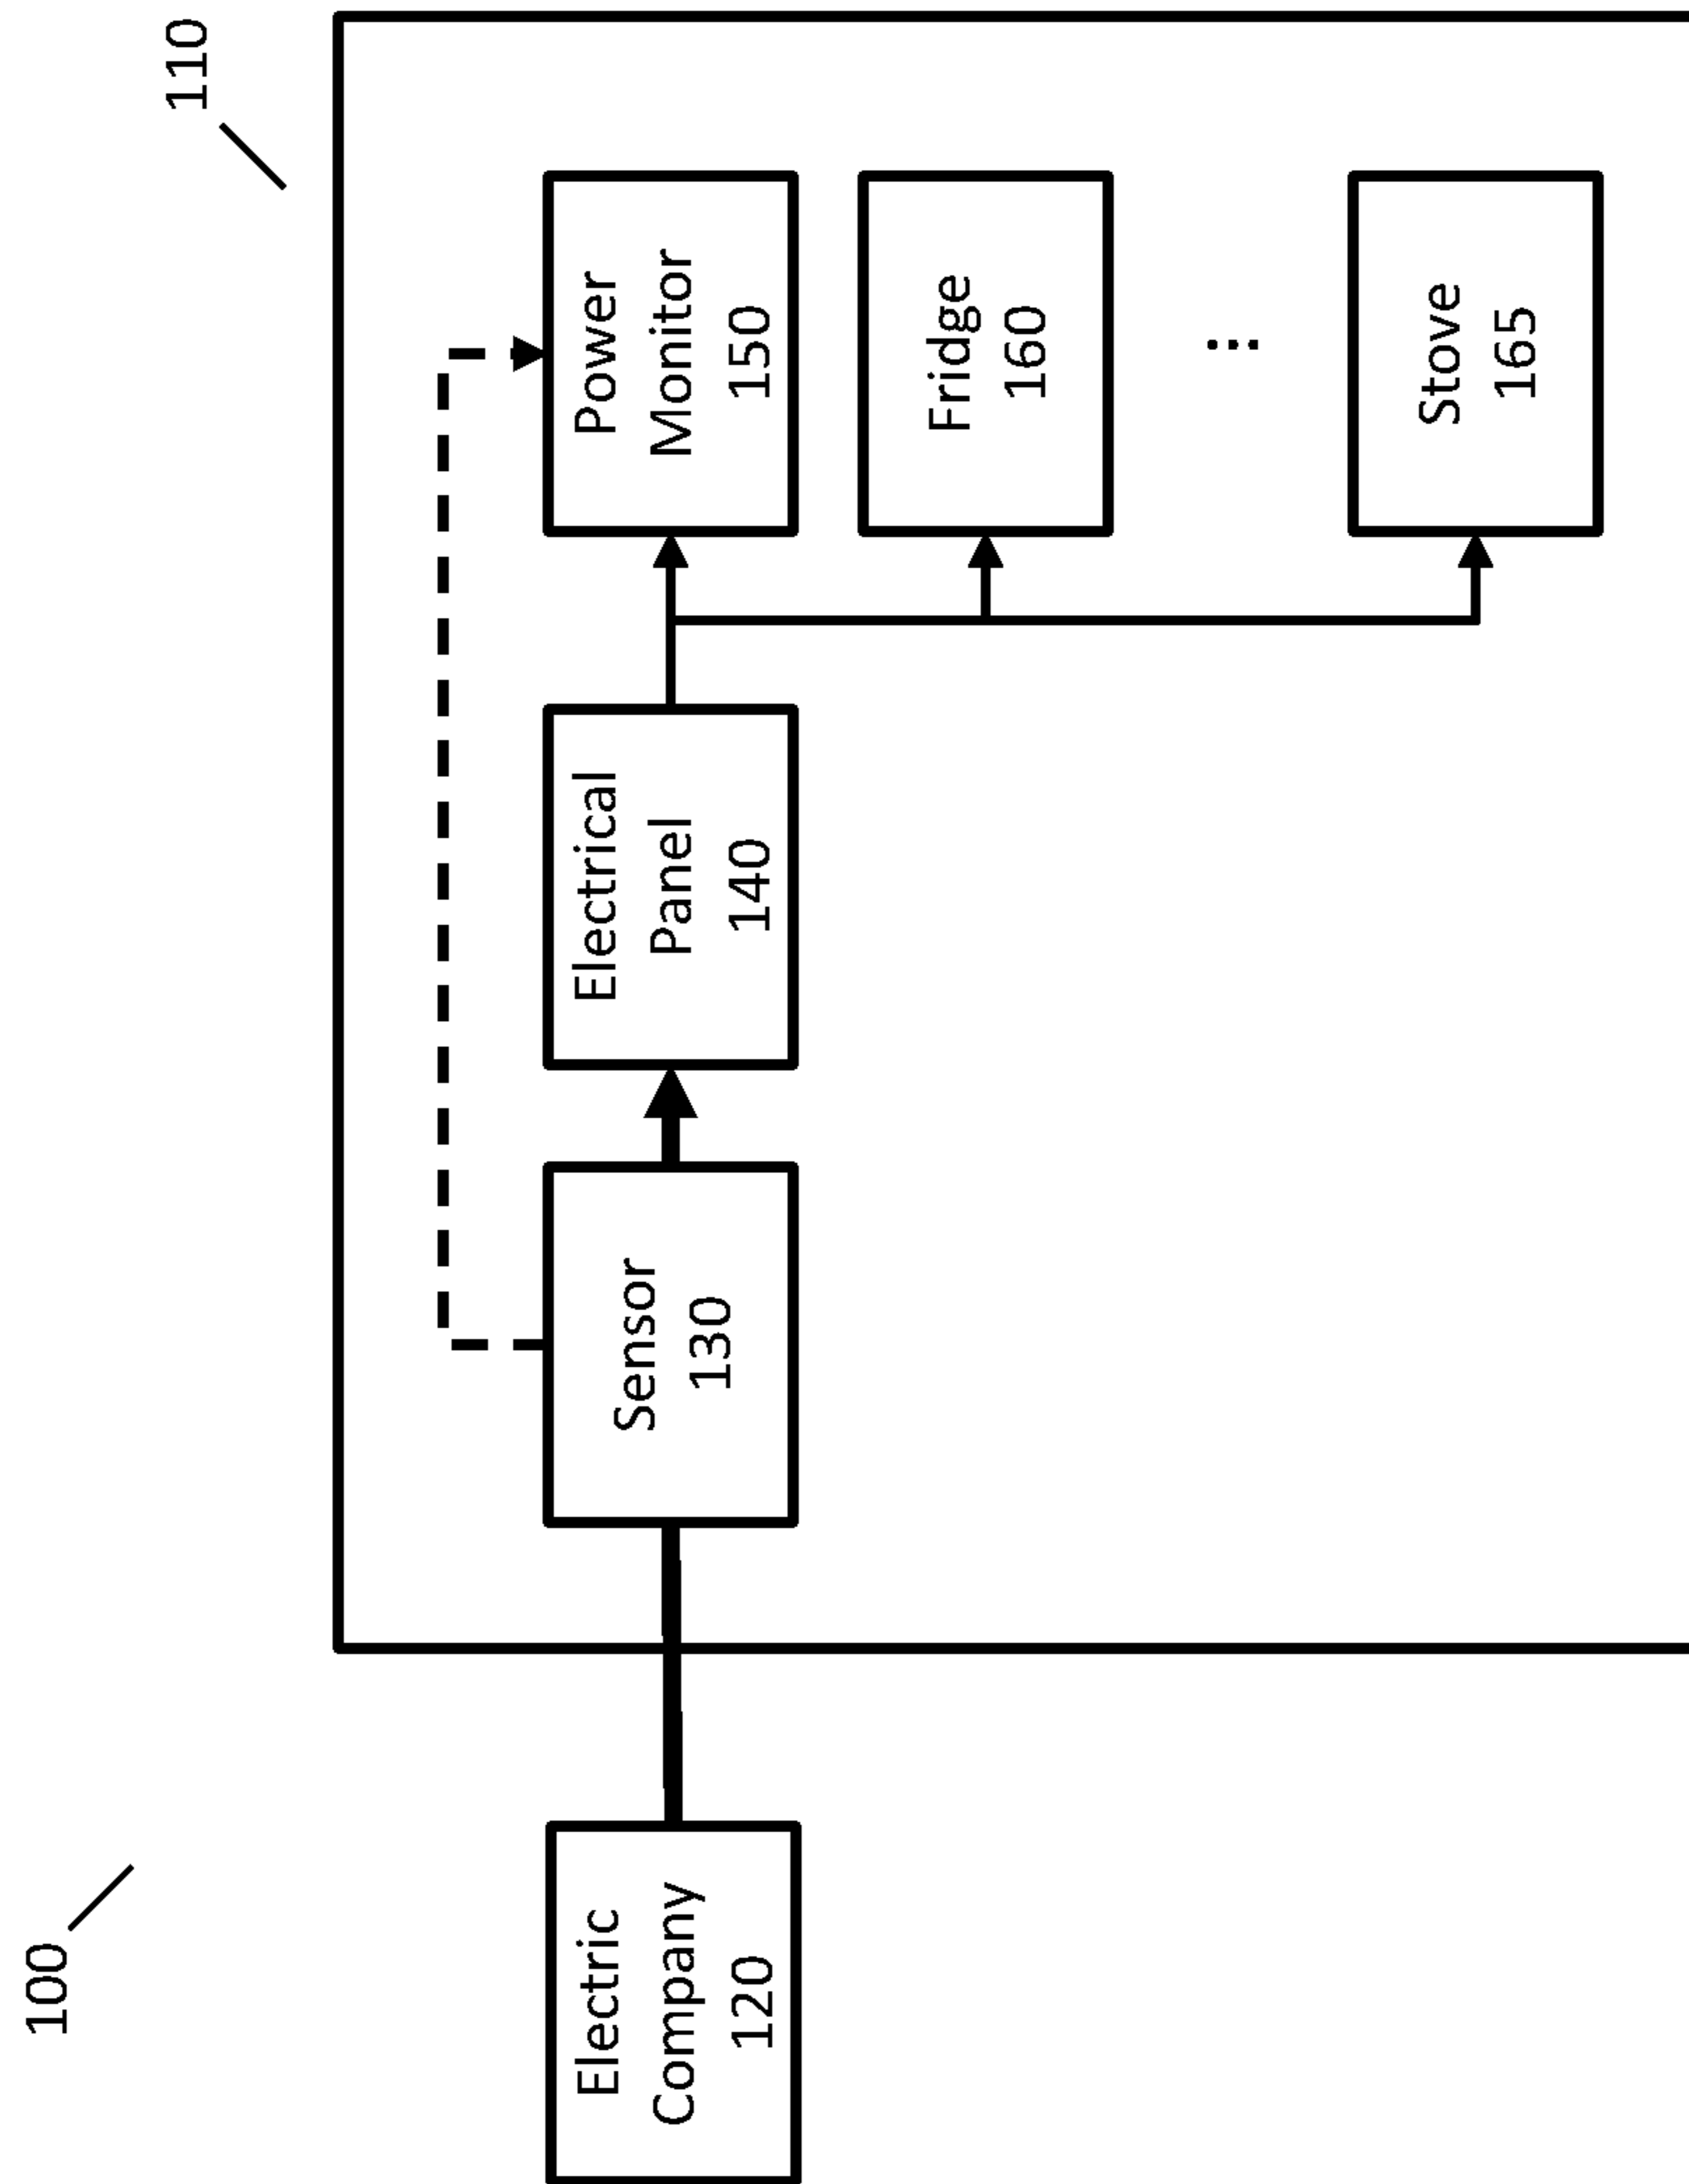 100
110
Electric
Company
120
Sensor
130
Electrical
Panel
140
Power
Monitor
150
Fridge
160
...
Stove
165